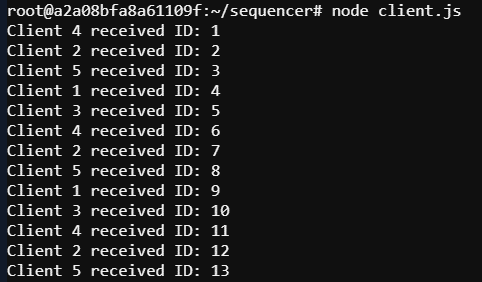 root@a2a08bfa8a61109f:~/sequencer# node client.js
Client 4 received ID: 1
Client 2 received ID: 2
Client 5 received ID: 3
Client 1 received ID: 4
Client 3 received ID: 5
Client 4 received ID: 6
Client 2 received ID: 7
Client 5 received ID: 8
Client 1 received ID: 9
Client 3 received ID: 10
Client 4 received ID: 11
Client 2 received ID: 12
Client 5 received ID: 13